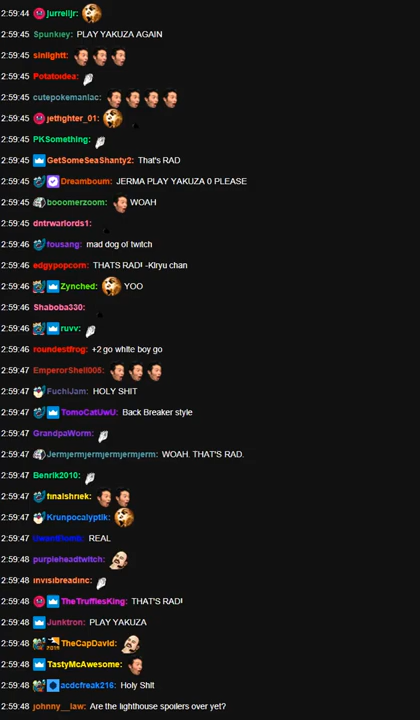 2:59:44 jurrelljr:
2:59:45 Spunkiey: PLAY YAKUZA AGAIN
2:59:45 sinlightt:
2:59:45 Potatoidea:
2:59:45 cutepokemaniac:
2:59:45 jethghter_01:
2:59:45 PKSomething:
2:59:45 GetSomeSeaShanty2: That's RAD
2:59:45 Dreamboum: JERMA PLAY YAKUZA 0 PLEASE
2:59:45 booomerzoom: WOAH
2:59:45 dntrwarlords1:
2:59:46 fousang: mad dog of twitch
2:59:46 edgypopcorn: THATS RAD! -Kiryu chan
2:59:46 Zynched: YOO
2:59:46 Shaboba330:
2:59:46 ruvv:
2:59:46 roundestfrog: +2 go white boy go
2:59:47 EmperorShell005:
2:59:47 FuchiJam: HOLY SHIT
2:59:47 TomoCatUwU: Back Breaker style
2:59:47 GrandpaWorm:
2:59:47 Jermjermjermjermjermjerm: WOAH. THAT'S RAD.
2:59:47 Benrik2010:
2:59:47 finalshriek:
2:59:47 Krunpocalyptik:
2:59:47 REAL
2:59:48 purpleheadtwitch:
2:59:48 invisibreadinc:
2:59:48 TheTrufflesKing: THAT'S RAD!
2:59:48 Junktron: PLAY YAKUZA
2:59:48 TheCapDavid:
2:59:48 TastyMcAwesome:
2:59:48 acdcfreak216: Holy Shit
2:59:48 johnny__law: Are the lighthouse spoilers over yet?